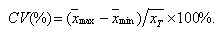 CV(%) = (x̄max − x̄min)/x̄T × 100%.